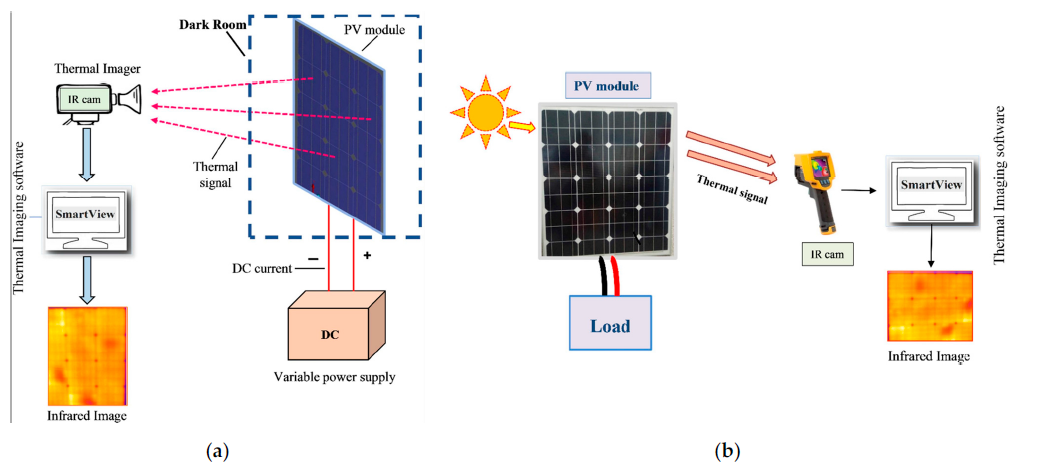 Dark Room
PV module
Thermal Imager
IR cam
Thermal
signal
Thermal Imaging software
SmartView
− +
DC current
DC
Variable power supply
Infrared Image
(a)
PV module
Thermal signal
IR cam
SmartView
Thermal Imaging software
Load
Infrared Image
(b)